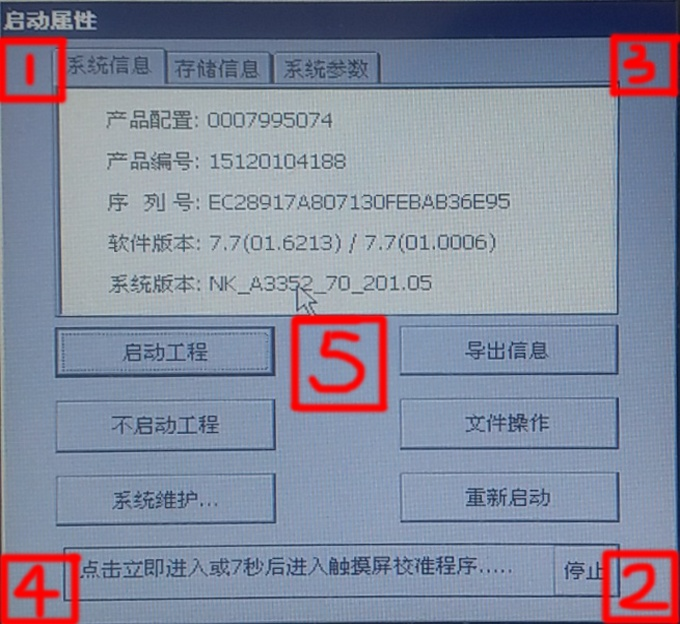 启动属性
1
系统信息 存储信息 系统参数
3
产品配置: 0007995074
产品编号: 15120104188
序 列 号: EC28917A807130FEBAB36E95
软件版本: 7.7(01.6213) / 7.7(01.0006)
系统版本: NK_A3352_70_201.05
启动工程
5
导出信息
不启动工程
文件操作
系统维护...
重新启动
4
点击立即进入或7秒后进入触摸屏校准程序.....
停止
2